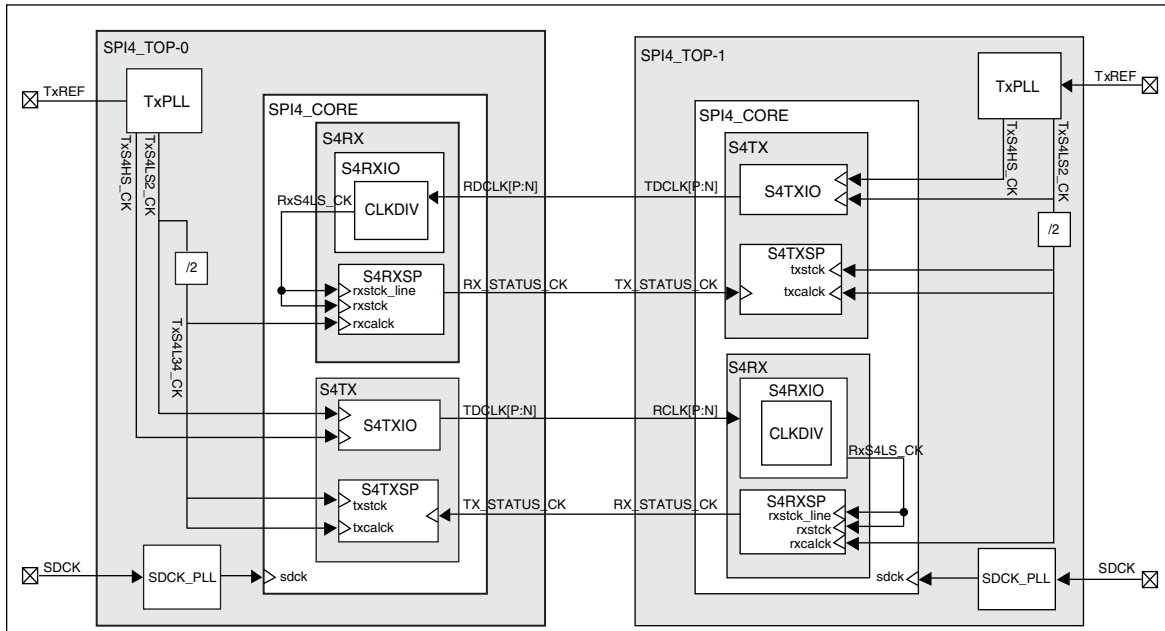 SPI4_TOP-0
TxREF
TxPLL
TxS4HS_CK
TxS4LS2_CK
/2
TxS4L34_CK
SPI4_CORE
S4RX
S4RXIO
CLKDIV
RxS4LS_CK
S4RXSP
rxstck_line
rxstck
rxcalck
S4TX
S4TXIO
S4TXSP
txstck
txcalck
SDCK
SDCK_PLL
sdck
RDCLK[P:N]
TDCLK[P:N]
RX_STATUS_CK
TX_STATUS_CK
TDCLK[P:N]
RCLK[P:N]
TX_STATUS_CK
RX_STATUS_CK
SPI4_TOP-1
TxREF
TxPLL
TxS4HS_CK
TxS4LS2_CK
/2
SPI4_CORE
S4TX
S4TXIO
S4TXSP
txstck
txcalck
S4RX
S4RXIO
CLKDIV
RxS4LS_CK
S4RXSP
rxstck_line
rxstck
rxcalck
sdck
SDCK_PLL
SDCK